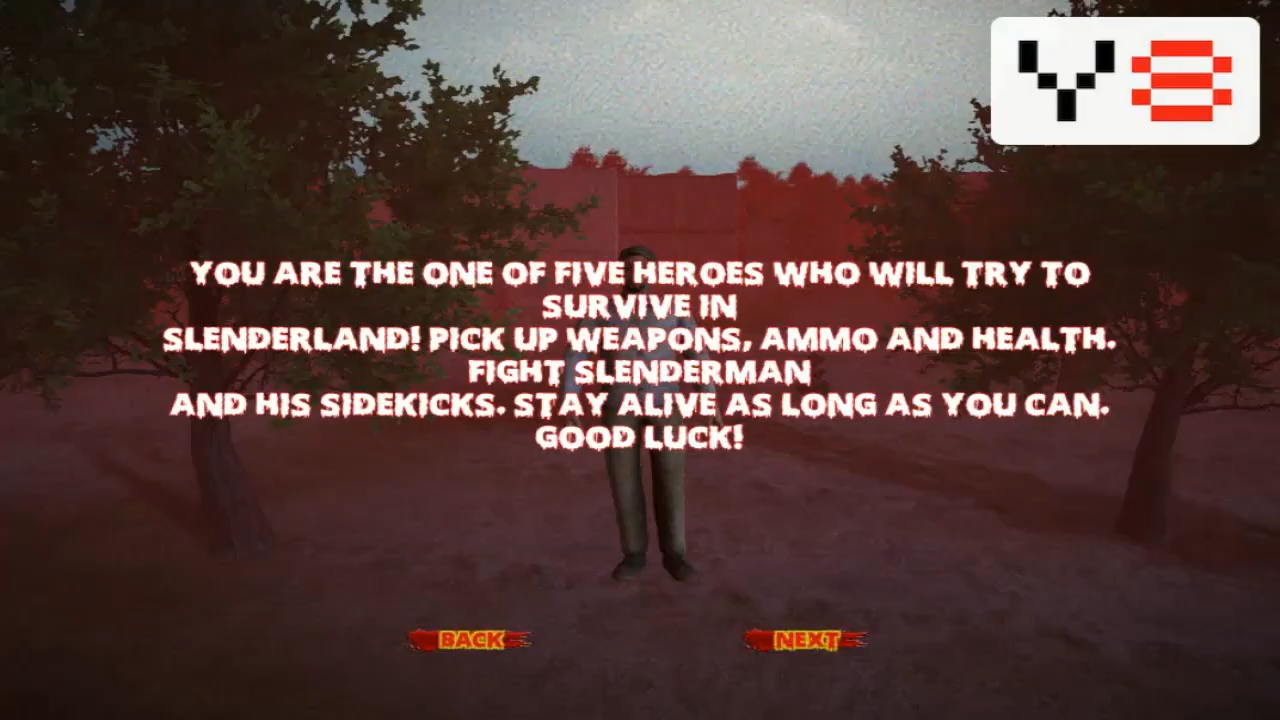 Y8
YOU ARE THE ONE OF FIVE HEROES WHO WILL TRY TO
SURVIVE IN
SLENDERLAND! PICK UP WEAPONS, AMMO AND HEALTH.
FIGHT SLENDERMAN
AND HIS SIDEKICKS. STAY ALIVE AS LONG AS YOU CAN.
GOOD LUCK!
BACK
NEXT